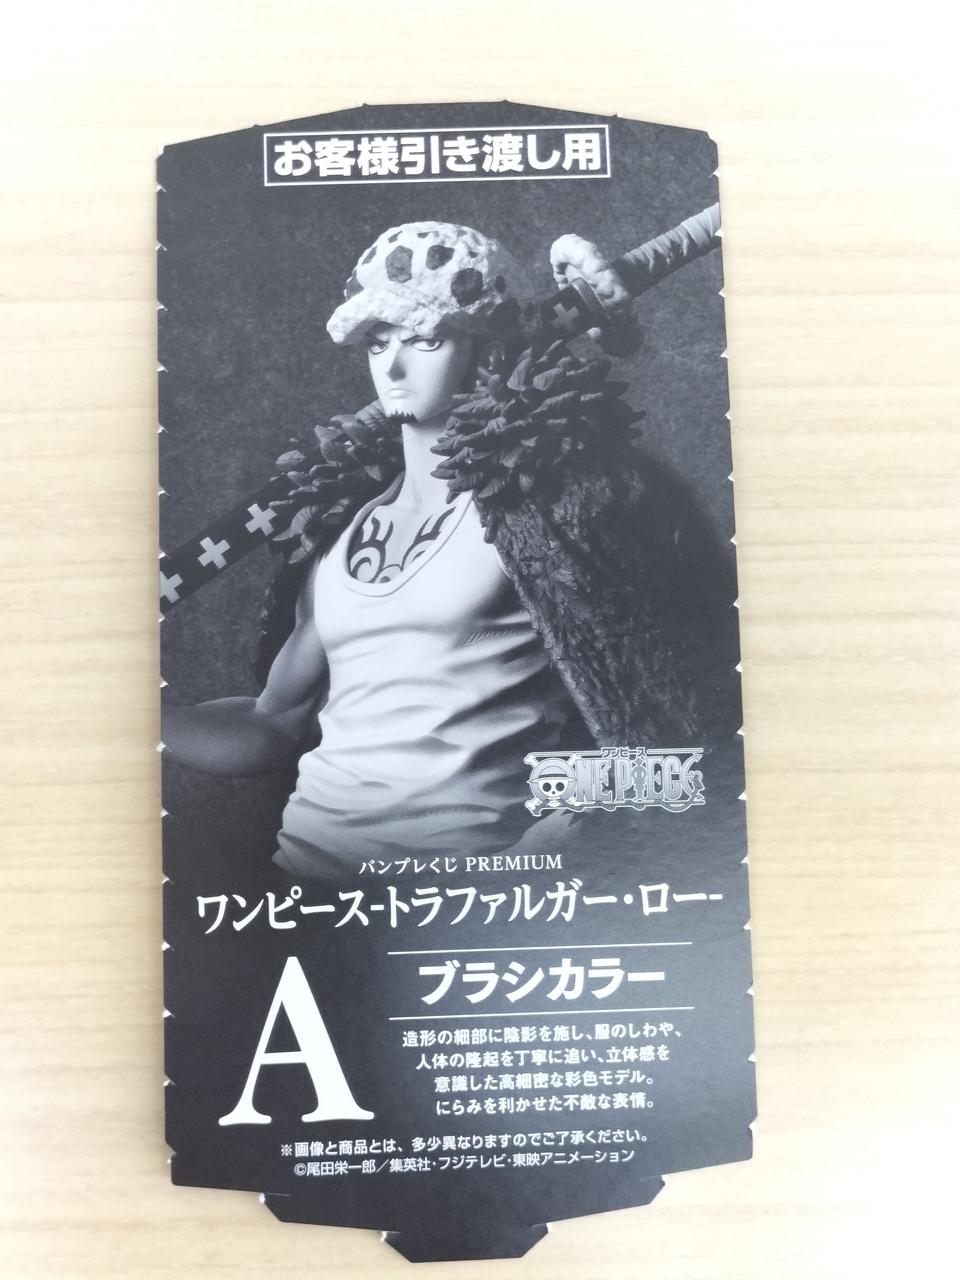 お客様引き渡し用
ワンピース
ONE PIECE
バンプレくじ PREMIUM
ワンピース-トラファルガー・ロー-
A
ブラシカラー
造形の細部に陰影を施し、服のしわや、
人体の隆起を丁寧に追い、立体感を
意識した高細密な彩色モデル。
にらみを利かせた不敵な表情。
※画像と商品とは、多少異なりますのでご了承ください。
©尾田栄一郎／集英社・フジテレビ・東映アニメーション